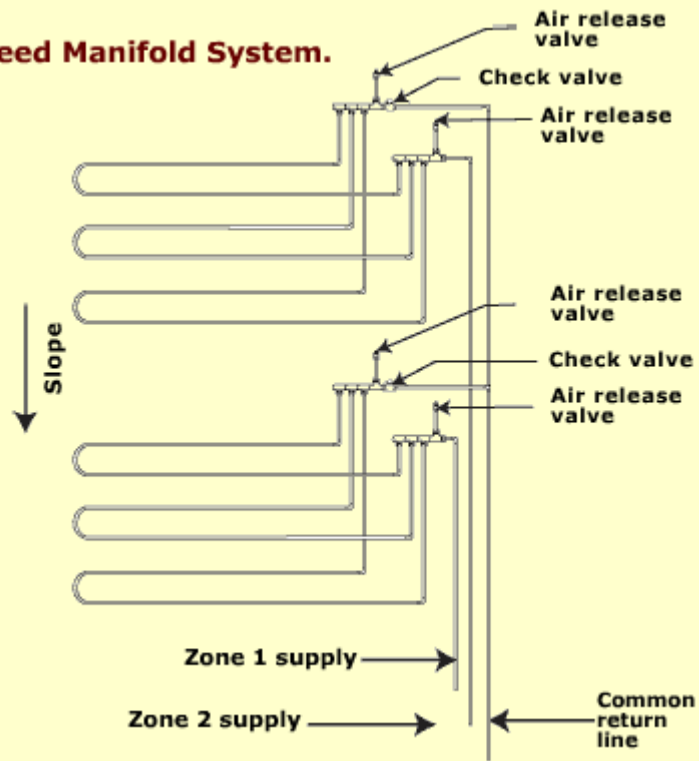 Air release
valve
eed Manifold System.
Check valve
Air release
valve
Air release
valve
Slope
Check valve
Air release
valve
Zone 1 supply
Zone 2 supply
Common
return
line